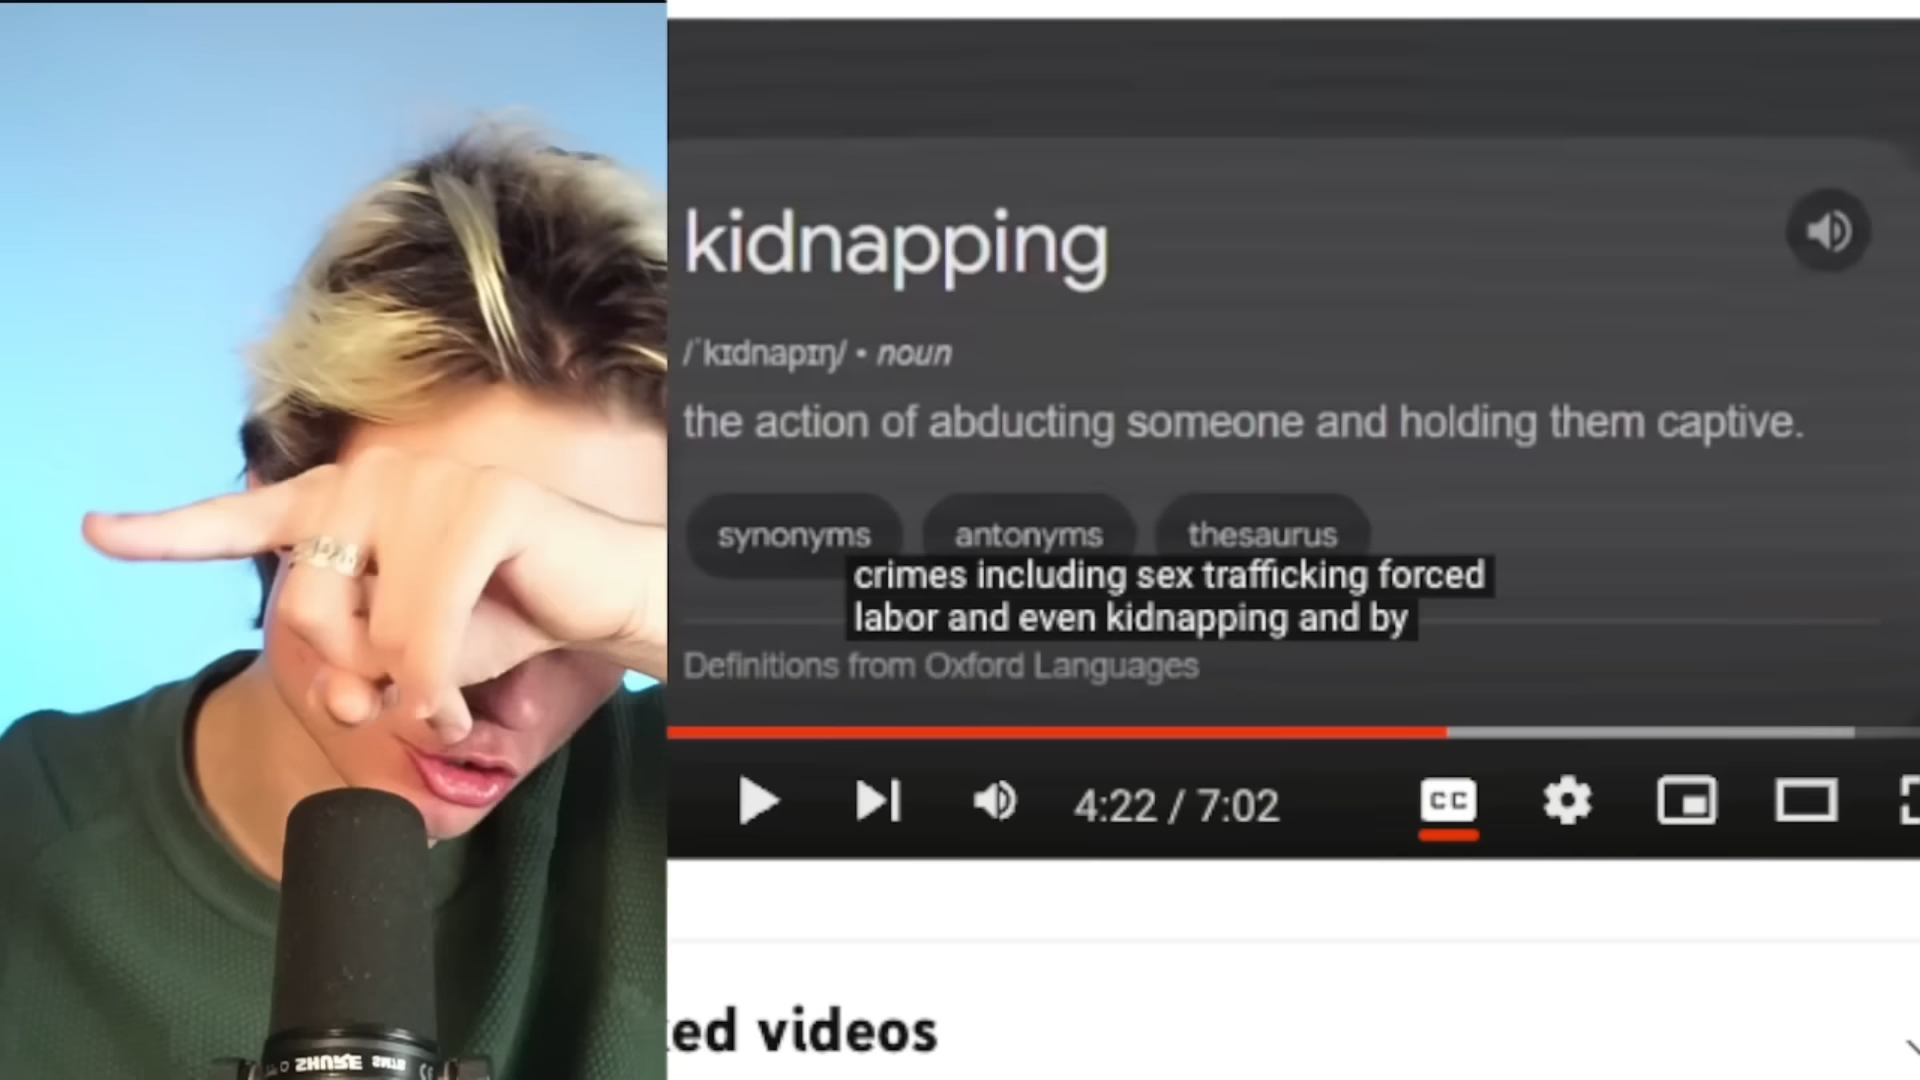 kidnapping
/ˈkɪdnapɪŋ/ • noun
the action of abducting someone and holding them captive.
synonyms antonyms thesaurus
crimes including sex trafficking forced
labor and even kidnapping and by
Definitions from Oxford Languages
4:22 / 7:02
CC
ed videos